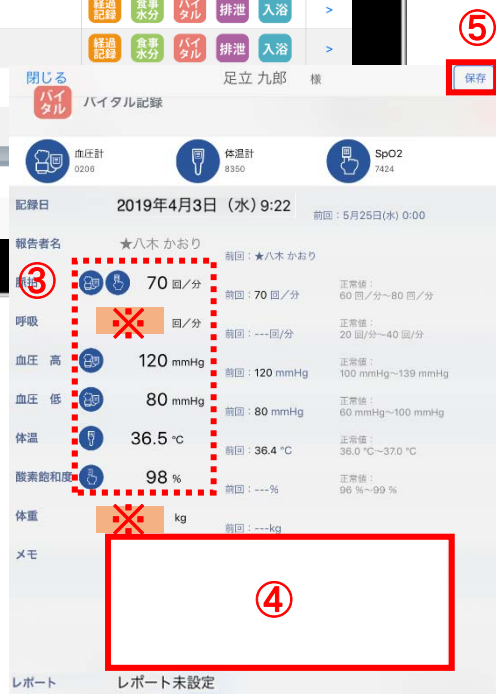 経過記録 食事水分 バイタル 排泄 入浴 >
⑤
経過記録 食事水分 バイタル 排泄 入浴 >
閉じる 足立 九郎 様 保存
バイタル バイタル記録
血圧計 0206 体温計 8350 SpO2 7424
記録日 2019年4月3日(水) 9:22 前回：5月25日(水) 0:00
報告者名 ★八木 かおり 前回：★八木 かおり
③ 70 回／分 前回：70 回／分 正常値： 60 回／分〜80 回／分
呼吸 ※ 回／分 前回：---回/分 正常値： 20 回/分〜40 回/分
血圧 高 120 mmHg 前回：120 mmHg 正常値： 100 mmHg〜139 mmHg
血圧 低 80 mmHg 前回：80 mmHg 正常値： 60 mmHg〜100 mmHg
体温 36.5 ℃ 前回：36.4 ℃ 正常値： 36.0 ℃〜37.0 ℃
酸素飽和度 98 % 前回：---% 正常値： 96 %〜99 %
体重 ※ kg 前回：---kg
メモ
④
レポート レポート未設定